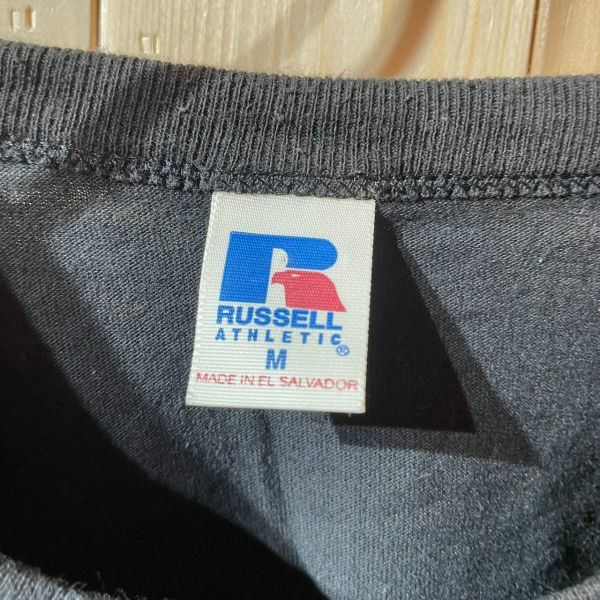 RUSSELL
ATHLETIC®
M
MADE IN EL SALVADOR